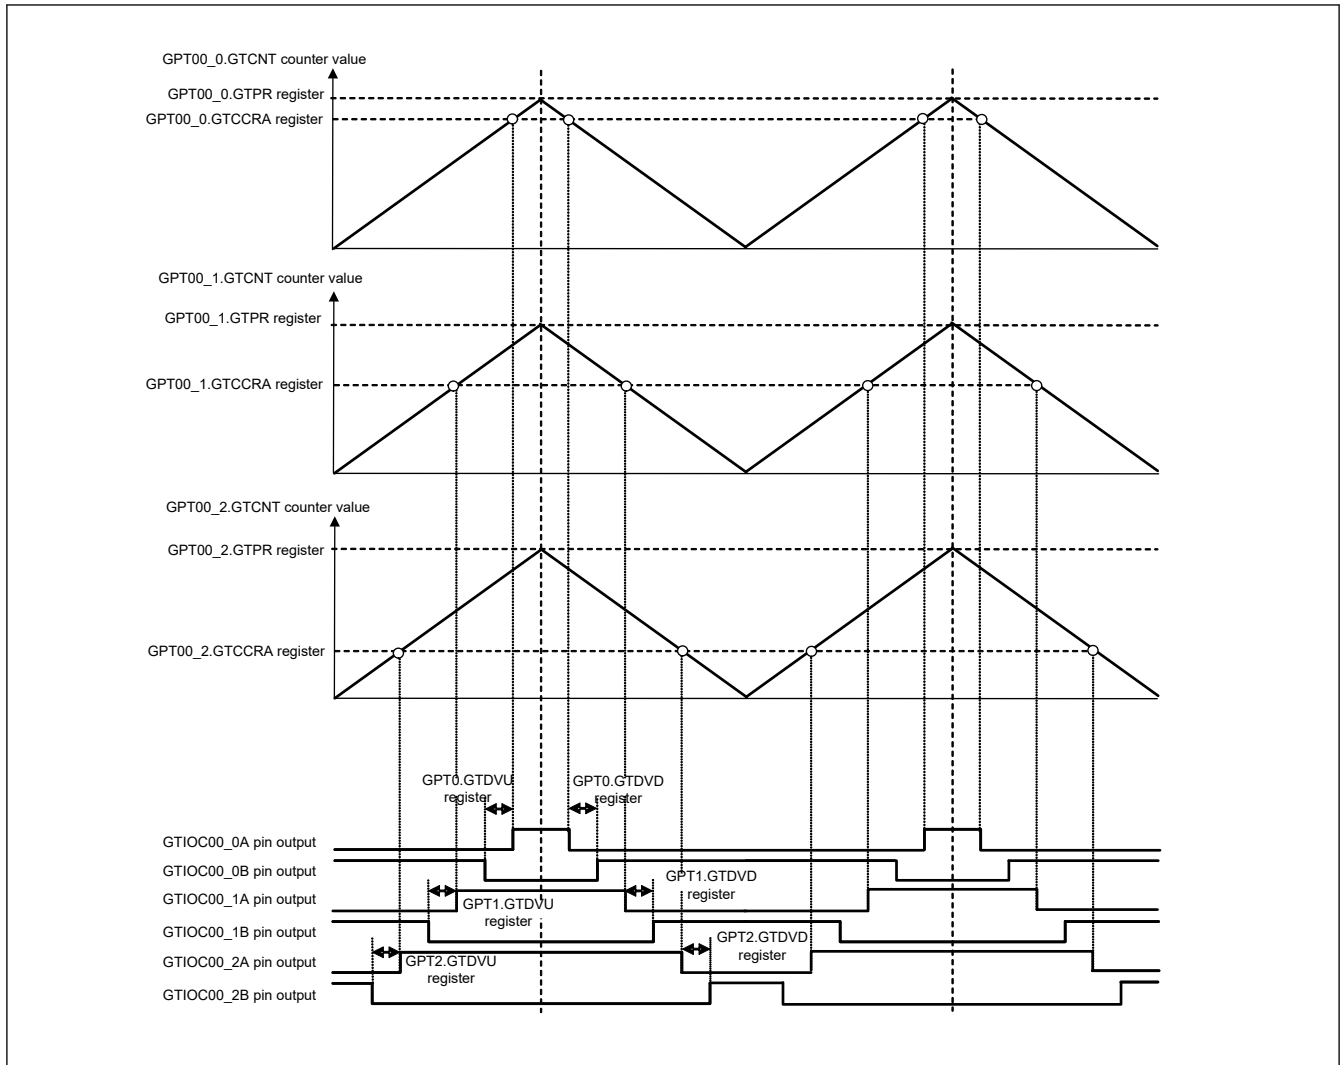 GPT00_0.GTCNT counter value
GPT00_0.GTPR register
GPT00_0.GTCCRA register
GPT00_1.GTCNT counter value
GPT00_1.GTPR register
GPT00_1.GTCCRA register
GPT00_2.GTCNT counter value
GPT00_2.GTPR register
GPT00_2.GTCCRA register
GPT0.GTDVU
register
GPT0.GTDVD
register
GTIOC00_0A pin output
GTIOC00_0B pin output
GPT1.GTDVD
register
GTIOC00_1A pin output
GPT1.GTDVU
register
GTIOC00_1B pin output
GPT2.GTDVD
register
GTIOC00_2A pin output
GPT2.GTDVU
register
GTIOC00_2B pin output